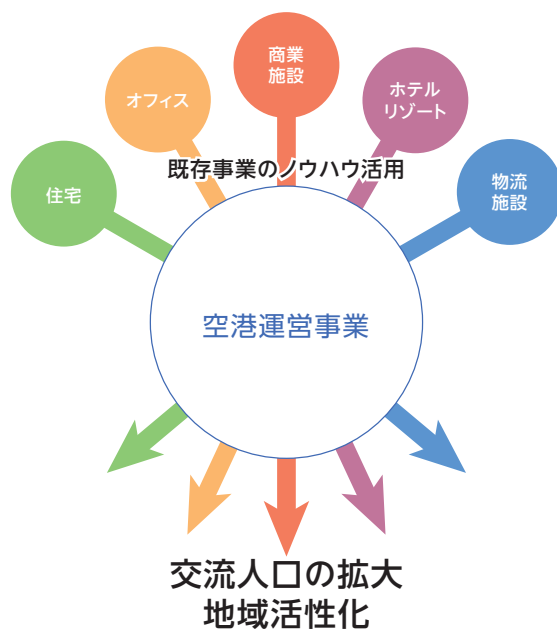 商業
施設
オフィス
ホテル
リゾート
住宅
物流
施設
既存事業のノウハウ活用
空港運営事業
交流人口の拡大
地域活性化